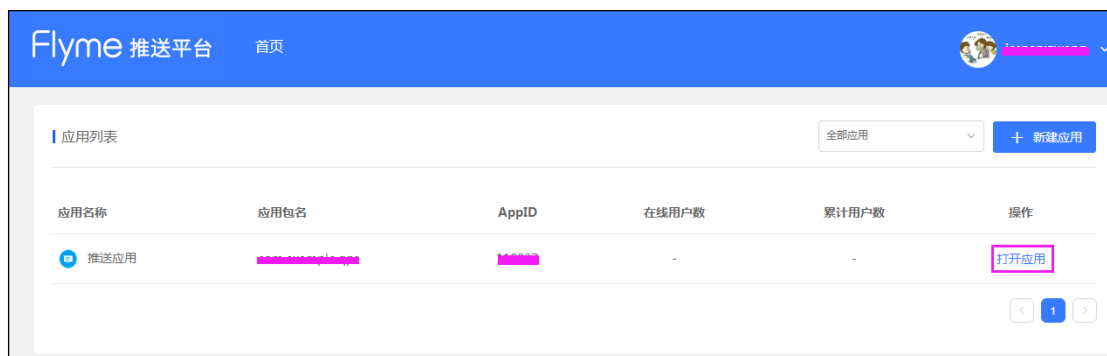 Flyme 推送平台 首页
应用列表 全部应用 + 新建应用
应用名称 应用包名 AppID 在线用户数 累计用户数 操作
推送应用 - - 打开应用
< 1 >